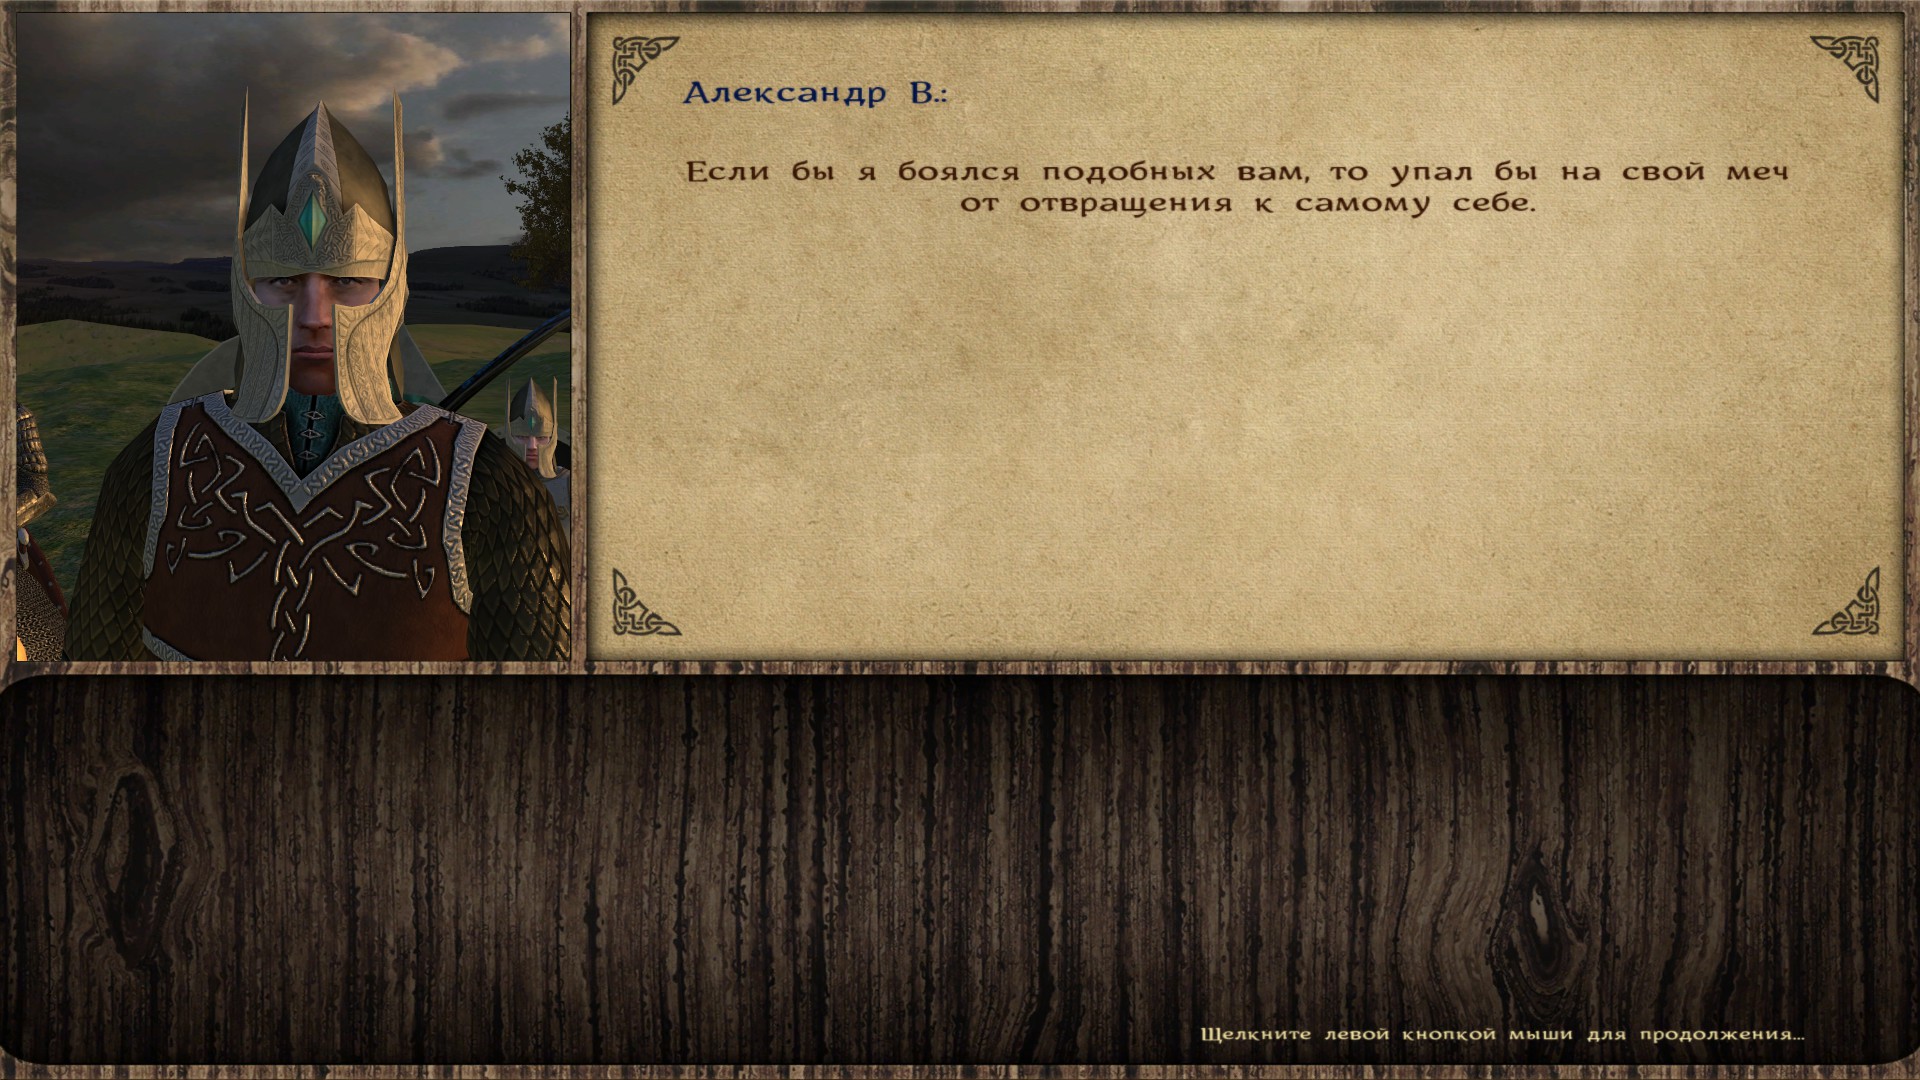 Александр В.:
Если бы я боялся подобных вам, то упал бы на свой меч
от отвращения к самому себе.
Щелкните левой кнопкой мыши для продолжения...